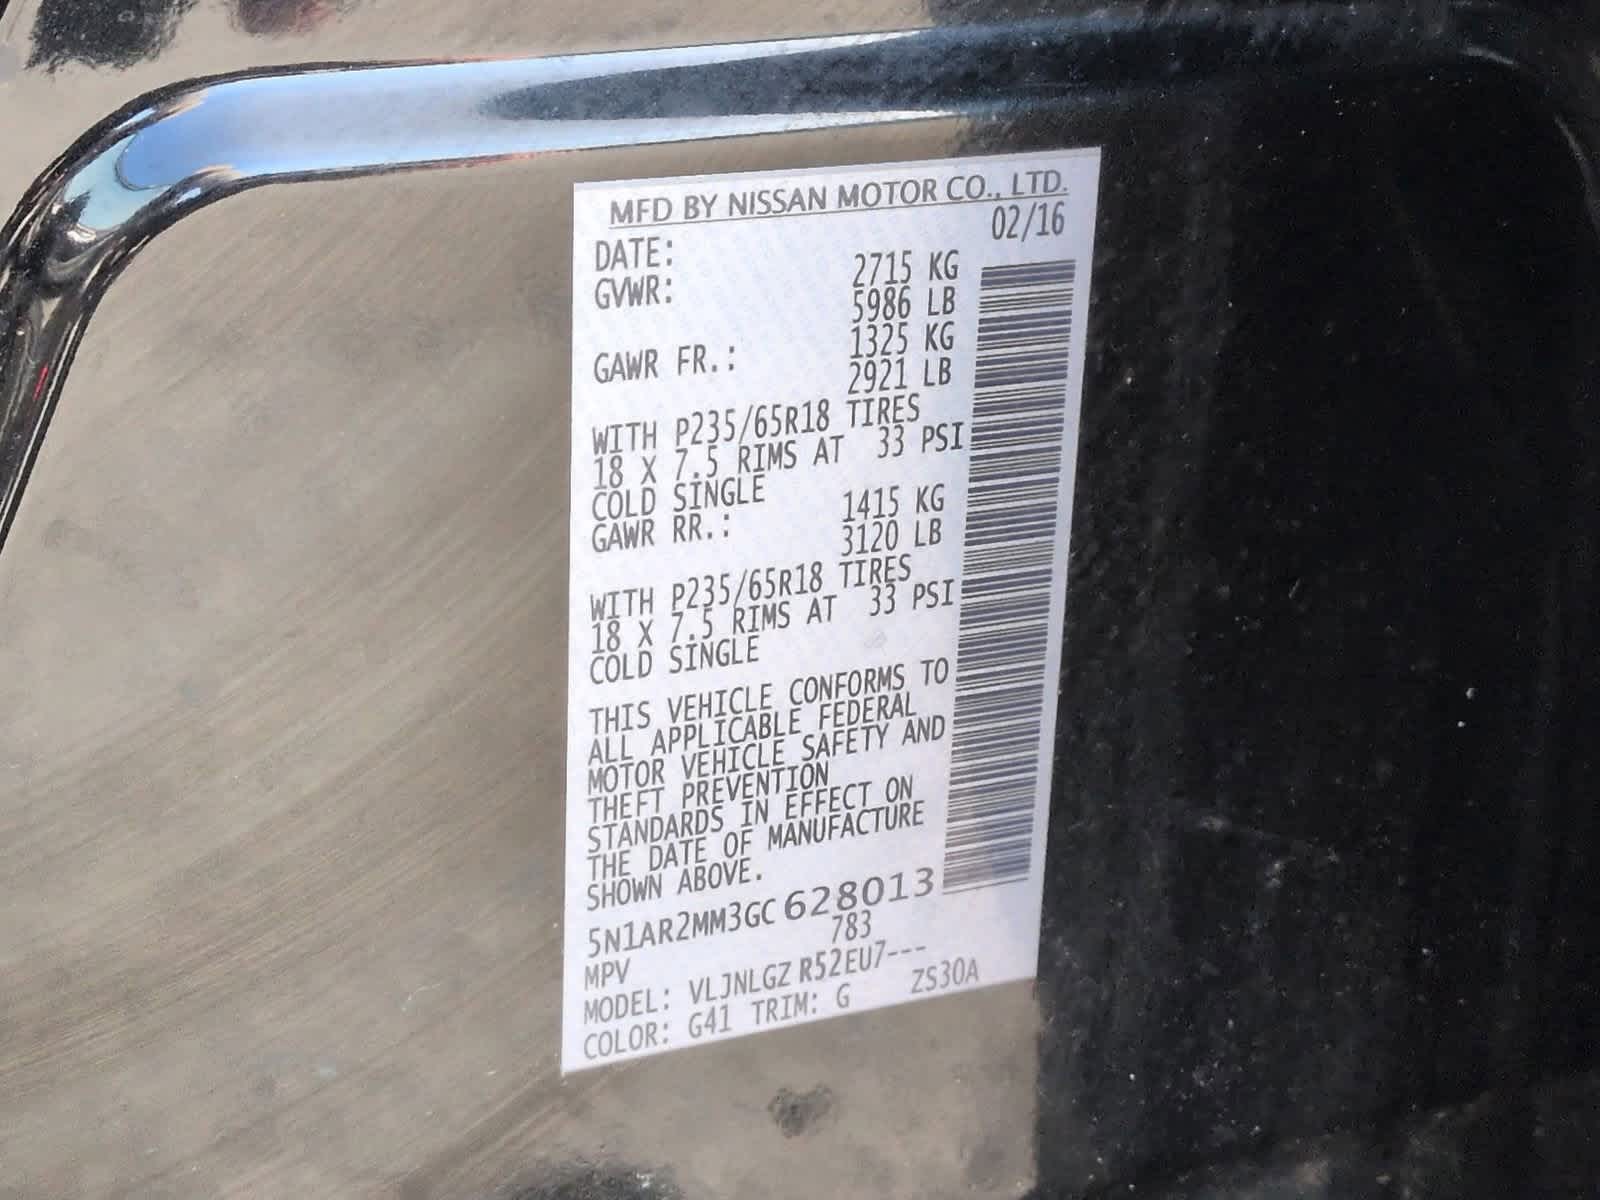 MFD BY NISSAN MOTOR CO., LTD.
DATE: 02/16
GVWR: 2715 KG
5986 LB
GAWR FR.: 1325 KG
2921 LB
WITH P235/65R18 TIRES
18 X 7.5 RIMS AT 33 PSI
COLD SINGLE
GAWR RR.: 1415 KG
3120 LB
WITH P235/65R18 TIRES
18 X 7.5 RIMS AT 33 PSI
COLD SINGLE
THIS VEHICLE CONFORMS TO
ALL APPLICABLE FEDERAL
MOTOR VEHICLE SAFETY AND
THEFT PREVENTION
STANDARDS IN EFFECT ON
THE DATE OF MANUFACTURE
SHOWN ABOVE.
5N1AR2MM3GC628013
MPV 783
MODEL: VLJNLGZ R52EU7---
COLOR: G41 TRIM: G ZS30A